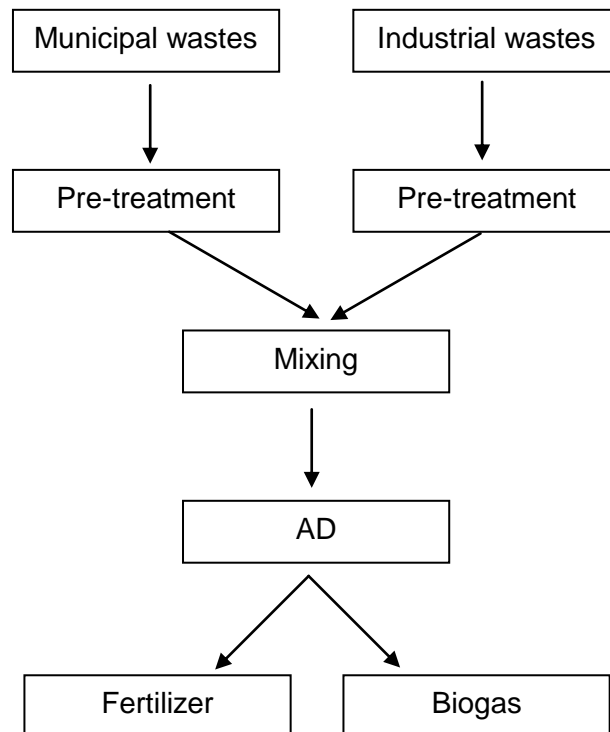 Municipal wastes
Industrial wastes
Pre-treatment
Pre-treatment
Mixing
AD
Fertilizer
Biogas